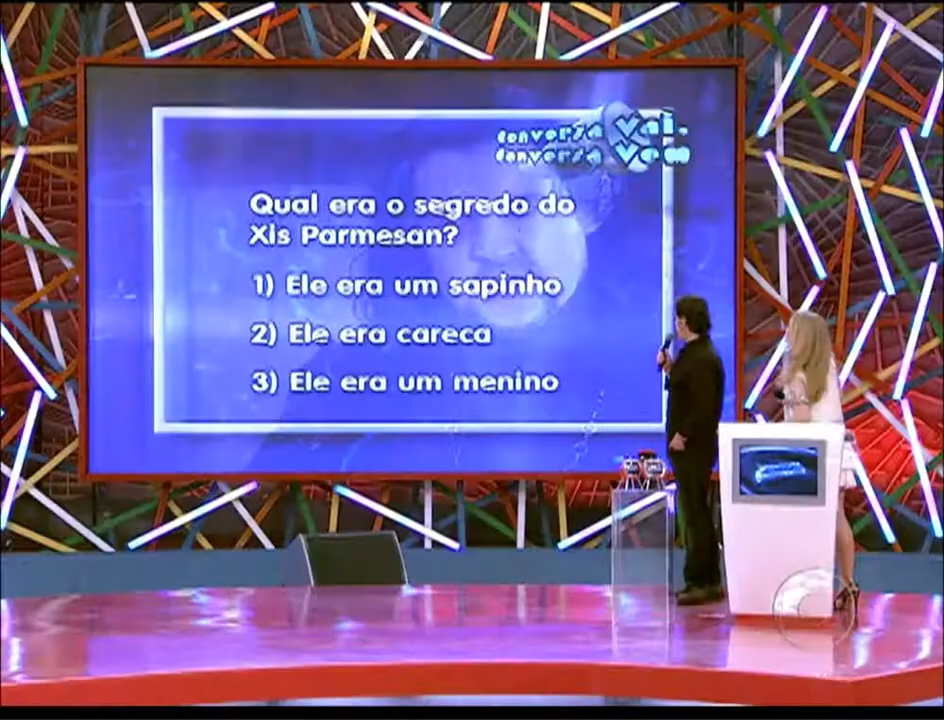 conversa vai.
conversa vem
Qual era o segredo do
Xis Parmesan?
1) Ele era um sapinho
2) Ele era careca
3) Ele era um menino